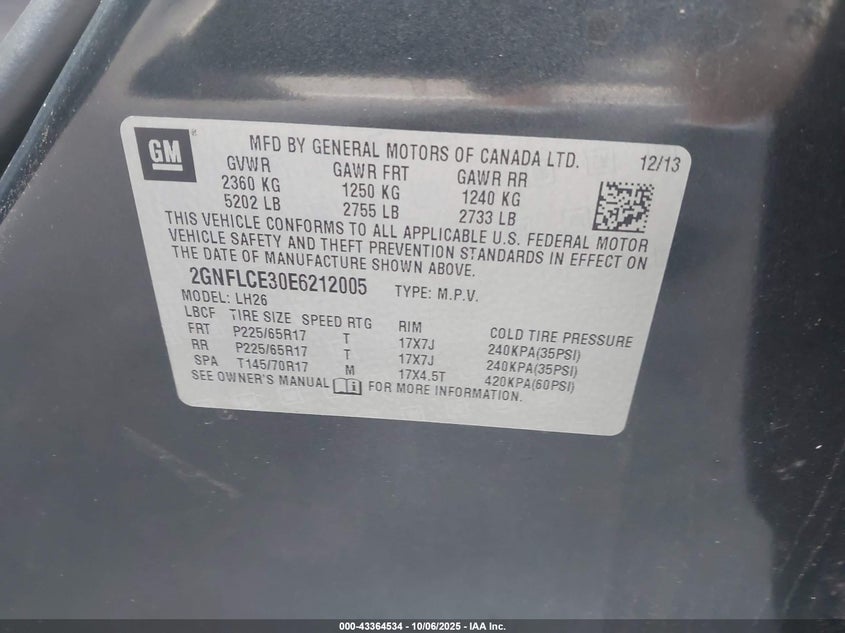 GM ® MFD BY GENERAL MOTORS OF CANADA LTD. 12/13
GVWR GAWR FRT GAWR RR
2360 KG 1250 KG 1240 KG
5202 LB 2755 LB 2733 LB
THIS VEHICLE CONFORMS TO ALL APPLICABLE U.S. FEDERAL MOTOR
VEHICLE SAFETY AND THEFT PREVENTION STANDARDS IN EFFECT ON
THE DATE OF MANUFACTURE SHOWN ABOVE.
2GNFLCE30E6212005 TYPE: M.P.V.
MODEL: LH26
LBCF TIRE SIZE SPEED RTG RIM COLD TIRE PRESSURE
FRT P225/65R17 T 17X7J 240KPA(35PSI)
RR P225/65R17 T 17X7J 240KPA(35PSI)
SPA T145/70R17 M 17X4.5T 420KPA(60PSI)
SEE OWNER'S MANUAL i FOR MORE INFORMATION.
000-43364534 - 10/06/2025 - IAA Inc.